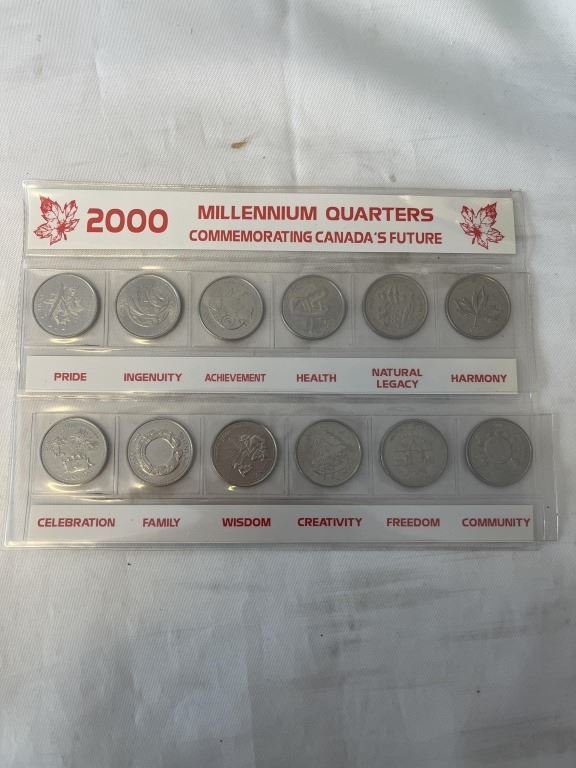 2000 MILLENNIUM QUARTERS
COMMEMORATING CANADA'S FUTURE
PRIDE INGENUITY ACHIEVEMENT HEALTH NATURAL LEGACY HARMONY
CELEBRATION FAMILY WISDOM CREATIVITY FREEDOM COMMUNITY